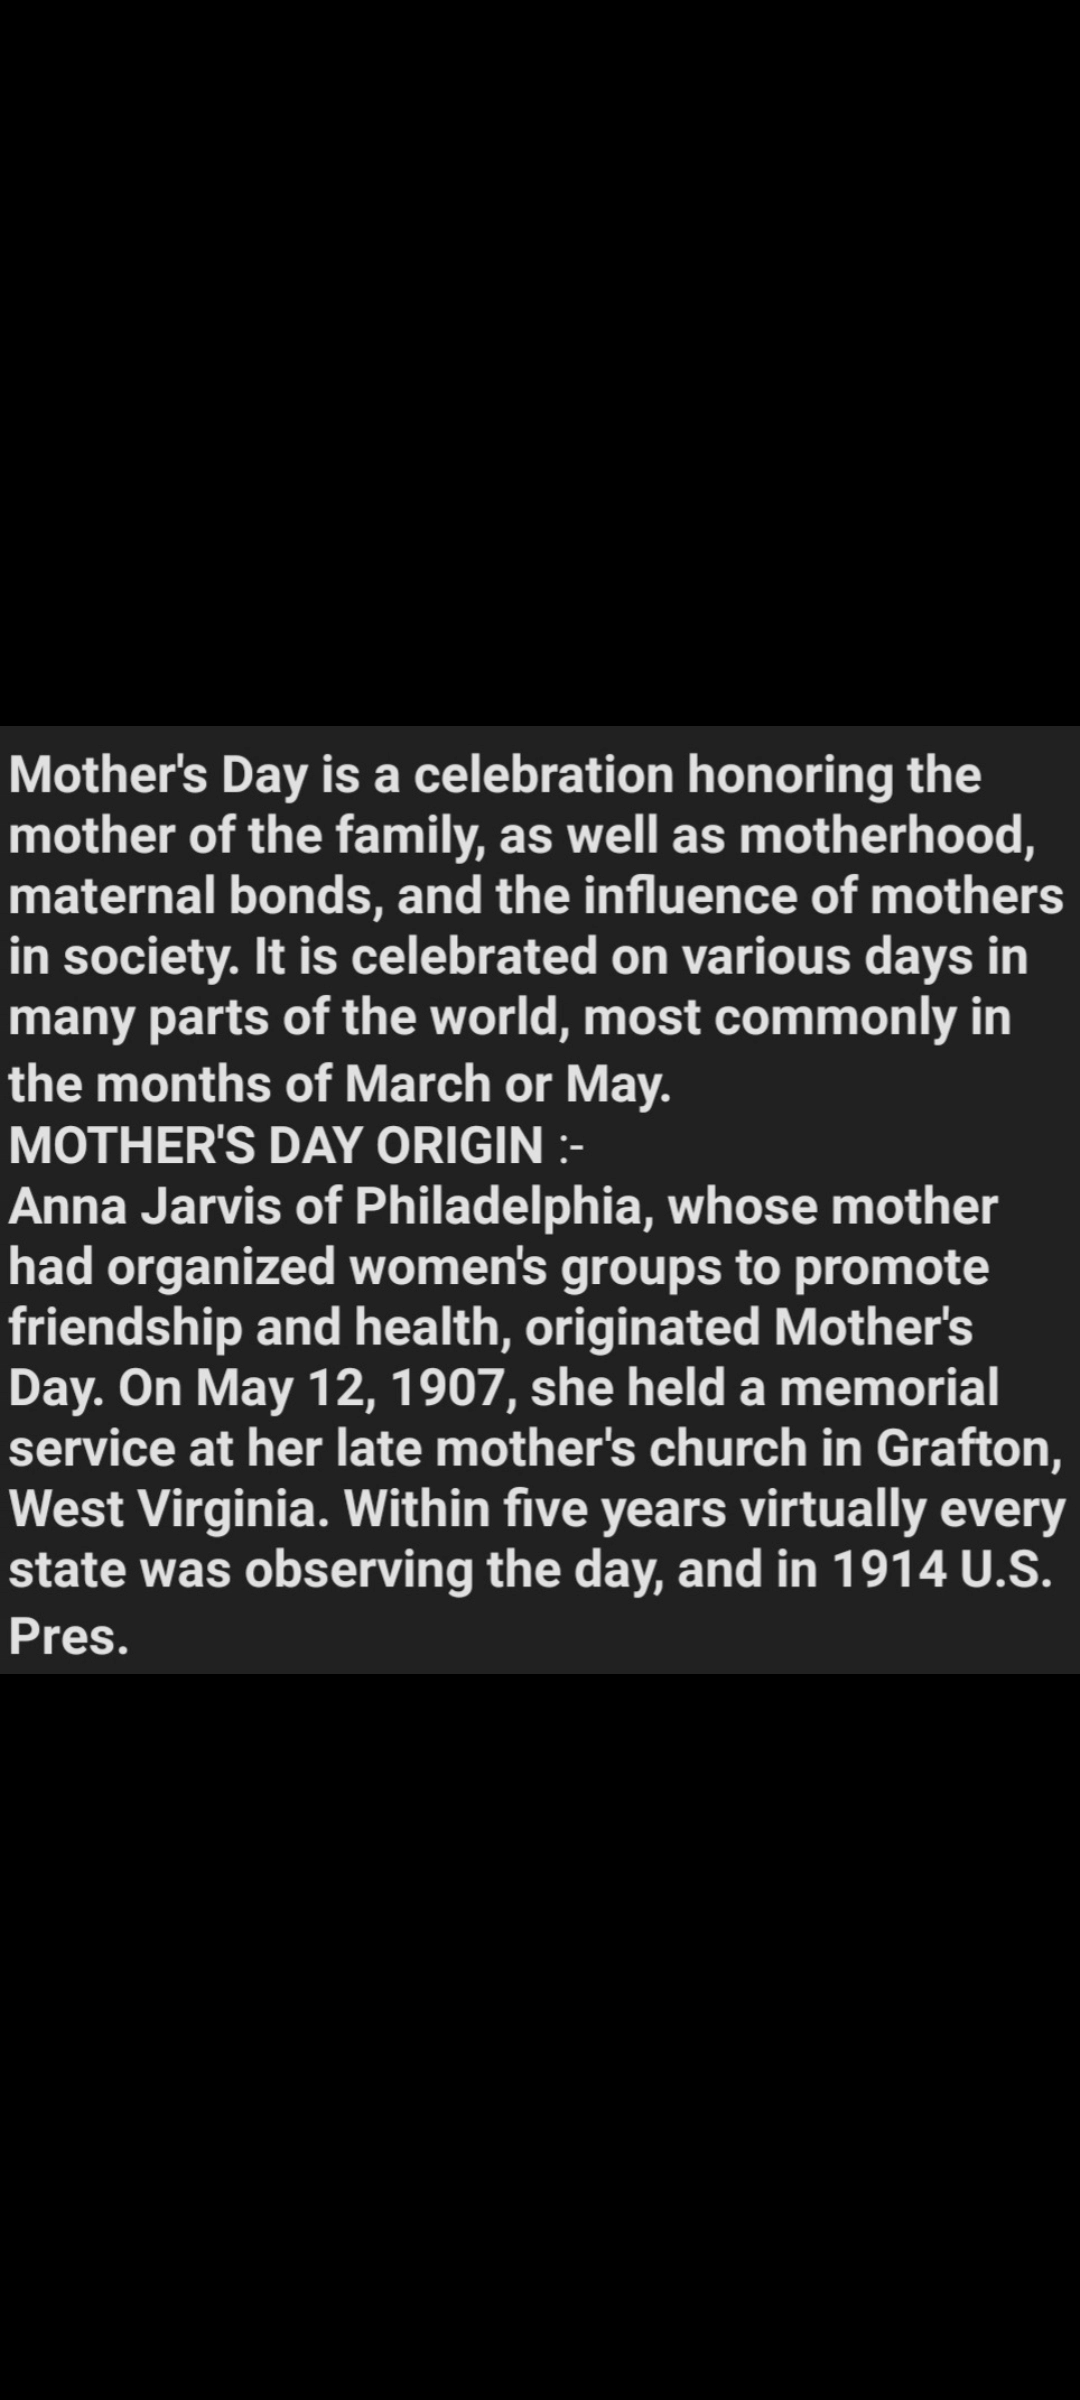 Mother's Day is a celebration honoring the
mother of the family, as well as motherhood,
maternal bonds, and the influence of mothers
in society. It is celebrated on various days in
many parts of the world, most commonly in
the months of March or May.
MOTHER'S DAY ORIGIN :-
Anna Jarvis of Philadelphia, whose mother
had organized women's groups to promote
friendship and health, originated Mother's
Day. On May 12, 1907, she held a memorial
service at her late mother's church in Grafton,
West Virginia. Within five years virtually every
state was observing the day, and in 1914 U.S.
Pres.